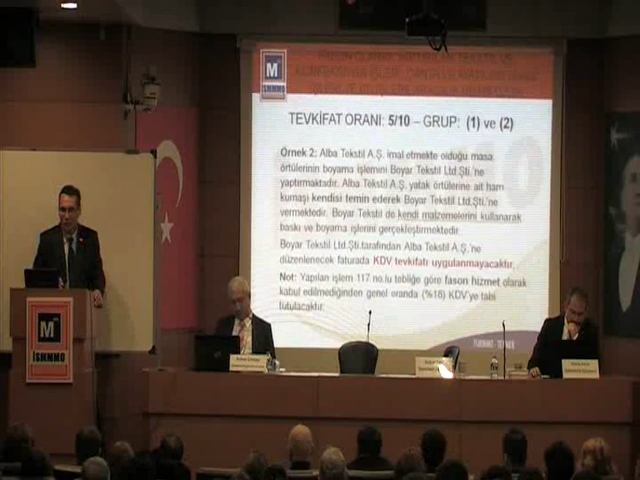 TEVKİFAT ORANI: 5/10 – GRUP: (1) ve (2)
Örnek 2: Alba Tekstil A.Ş. imal etmekte olduğu masa
örtülerinin boyama işlemini Boyar Tekstil Ltd.Şti.'ne
yaptırmaktadır. Alba Tekstil A.Ş. yatak örtülerine ait ham
kumaşı kendisi temin ederek Boyar Tekstil Ltd.Şti.'ne
vermektedir. Boyar Tekstil de kendi malzemelerini kullanarak
baskı ve boyama işlerini gerçekleştirmektedir.
Boyar Tekstil Ltd.Şti.tarafından Alba Tekstil A.Ş.'ne
düzenlenecek faturada KDV tevkifatı uygulanmayacaktır.
Not: Yapılan işlem 117 no.lu tebliğe göre fason hizmet olarak
kabul edilmediğinden genel oranda (%18) KDV'ye tabi
tutulacaktır.
M
İSMMMO
M
İSMMMO